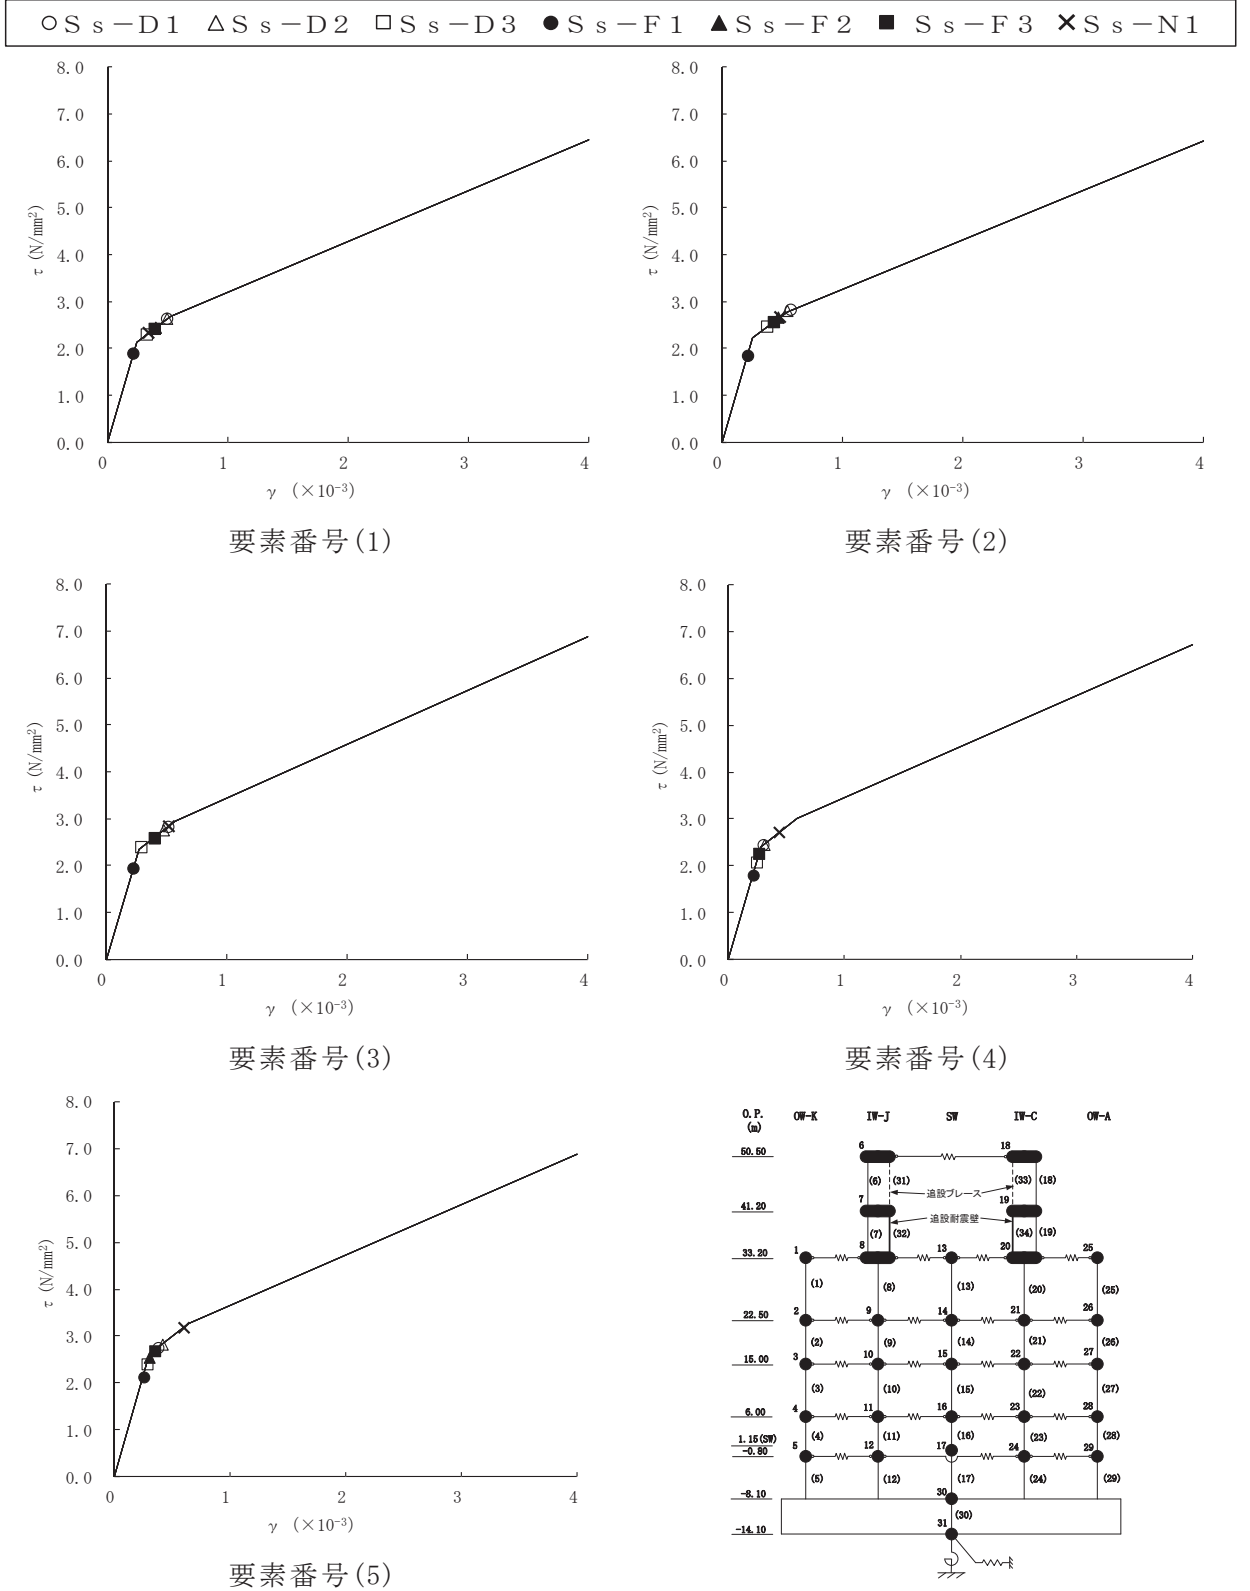 ○Ｓｓ－Ｄ１ △Ｓｓ－Ｄ２ □Ｓｓ－Ｄ３ ●Ｓｓ－Ｆ１ ▲Ｓｓ－Ｆ２ ■ Ｓｓ－Ｆ３ ×Ｓｓ－Ｎ１
8.0
7.0
6.0
5.0
4.0
3.0
2.0
1.0
0.0
τ (N/mm²)
0 1 2 3 4
γ (×10⁻³)
要素番号(1)
8.0
7.0
6.0
5.0
4.0
3.0
2.0
1.0
0.0
τ (N/mm²)
0 1 2 3 4
γ (×10⁻³)
要素番号(2)
8.0
7.0
6.0
5.0
4.0
3.0
2.0
1.0
0.0
τ (N/mm²)
0 1 2 3 4
γ (×10⁻³)
要素番号(3)
8.0
7.0
6.0
5.0
4.0
3.0
2.0
1.0
0.0
τ (N/mm²)
0 1 2 3 4
γ (×10⁻³)
要素番号(4)
8.0
7.0
6.0
5.0
4.0
3.0
2.0
1.0
0.0
τ (N/mm²)
0 1 2 3 4
γ (×10⁻³)
要素番号(5)
O.P. OW-K IW-J SW IW-C OW-A
(m)
50.50 6 18
(6) (31) (33) (18)
追設ブレース
41.20 7 19
追設耐震壁
(7) (32) (34) (19)
33.20 1 8 13 20 25
(1) (8) (13) (20) (25)
22.50 2 9 14 21 26
(2) (9) (14) (21) (26)
15.00 3 10 15 22 27
(3) (10) (15) (22) (27)
6.00 4 11 16 23 28
(4) (11) (16) (23) (28)
1.15(SW) 17
-0.80 5 12 24 29
(5) (12) (17) (24) (29)
-8.10 30
(30)
-14.10 31